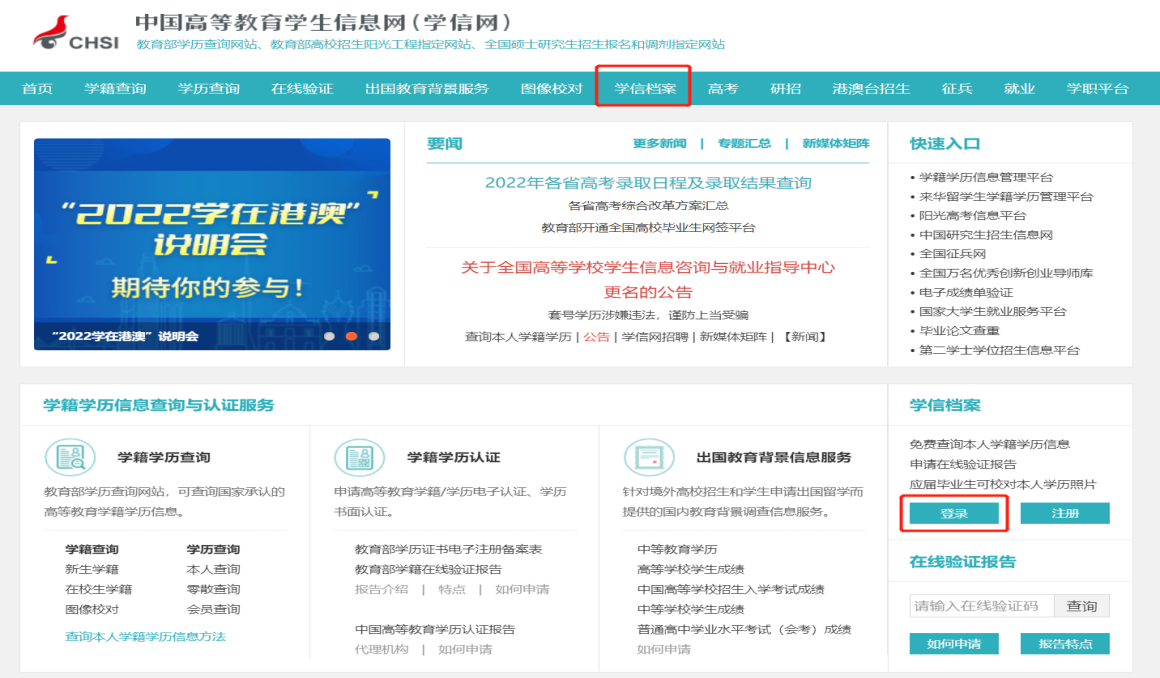 中国高等教育学生信息网(学信网)
CHSI
教育部学历查询网站、教育部高校招生阳光工程指定网站、全国硕士研究生招生报名和调剂指定网站
首页 学籍查询 学历查询 在线验证 出国教育背景服务 图像校对 学信档案 高考 研招 港澳台招生 征兵 就业 学职平台
“2022学在港澳”
说明会
期待你的参与!
“2022学在港澳”说明会
要闻 更多新闻 | 专题汇总 | 新媒体矩阵
2022年各省高考录取日程及录取结果查询
各省高考综合改革方案汇总
教育部开通全国高校毕业生网签平台
关于全国高等学校学生信息咨询与就业指导中心
更名的公告
套号学历涉嫌违法，谨防上当受骗
查询本人学籍学历 | 公告 | 学信网招聘 | 新媒体矩阵 | 【新闻】
快速入口
• 学籍学历信息管理平台
• 来华留学生学籍学历管理平台
• 阳光高考信息平台
• 中国研究生招生信息网
• 全国征兵网
• 全国万名优秀创新创业导师库
• 电子成绩单验证
• 国家大学生就业服务平台
• 毕业论文查重
• 第二学士学位招生信息平台
学籍学历信息查询与认证服务
学籍学历查询
教育部学历查询网站，可查询国家承认的
高等教育学籍学历信息。
学籍查询 学历查询
新生学籍 本人查询
在校生学籍 零散查询
图像校对 会员查询
查询本人学籍学历信息方法
学籍学历认证
申请高等教育学籍/学历电子认证、学历
书面认证。
教育部学历证书电子注册备案表
教育部学籍在线验证报告
报告介绍 | 特点 | 如何申请
中国高等教育学历认证报告
代理机构 | 如何申请
出国教育背景信息服务
针对境外高校招生和学生申请出国留学而
提供的国内教育背景调查信息服务。
中等教育学历
高等学校学生成绩
中国高等学校招生入学考试成绩
中等学校学生成绩
普通高中学业水平考试（会考）成绩
如何申请
学信档案
免费查询本人学籍学历信息
申请在线验证报告
应届毕业生可校对本人学历照片
登录 注册
在线验证报告
请输入在线验证码 查询
如何申请 报告特点